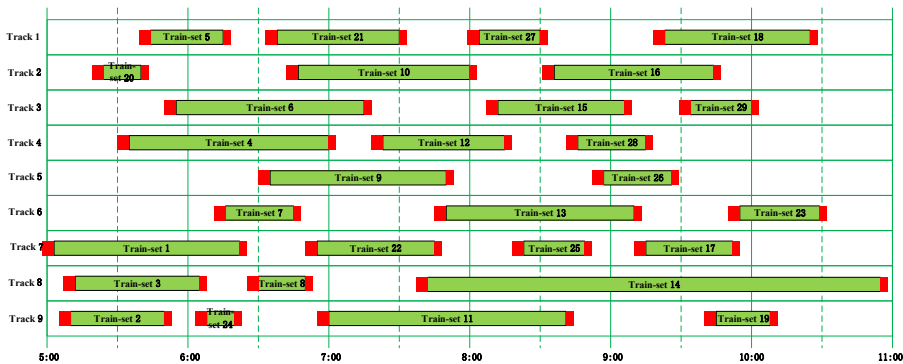 Track 1
Train-set 5
Train-set 21
Train-set 27
Train-set 18
Track 2
Train-
set 20
Train-set 10
Train-set 16
Track 3
Train-set 6
Train-set 15
Train-set 29
Track 4
Train-set 4
Train-set 12
Train-set 28
Track 5
Train-set 9
Train-set 26
Track 6
Train-set 7
Train-set 13
Train-set 23
Track 7
Train-set 1
Train-set 22
Train-set 25
Train-set 17
Track 8
Train-set 3
Train-set 8
Train-set 14
Track 9
Train-set 2
Train-
set 24
Train-set 11
Train-set 19
5:00 6:00 7:00 8:00 9:00 10:00 11:00